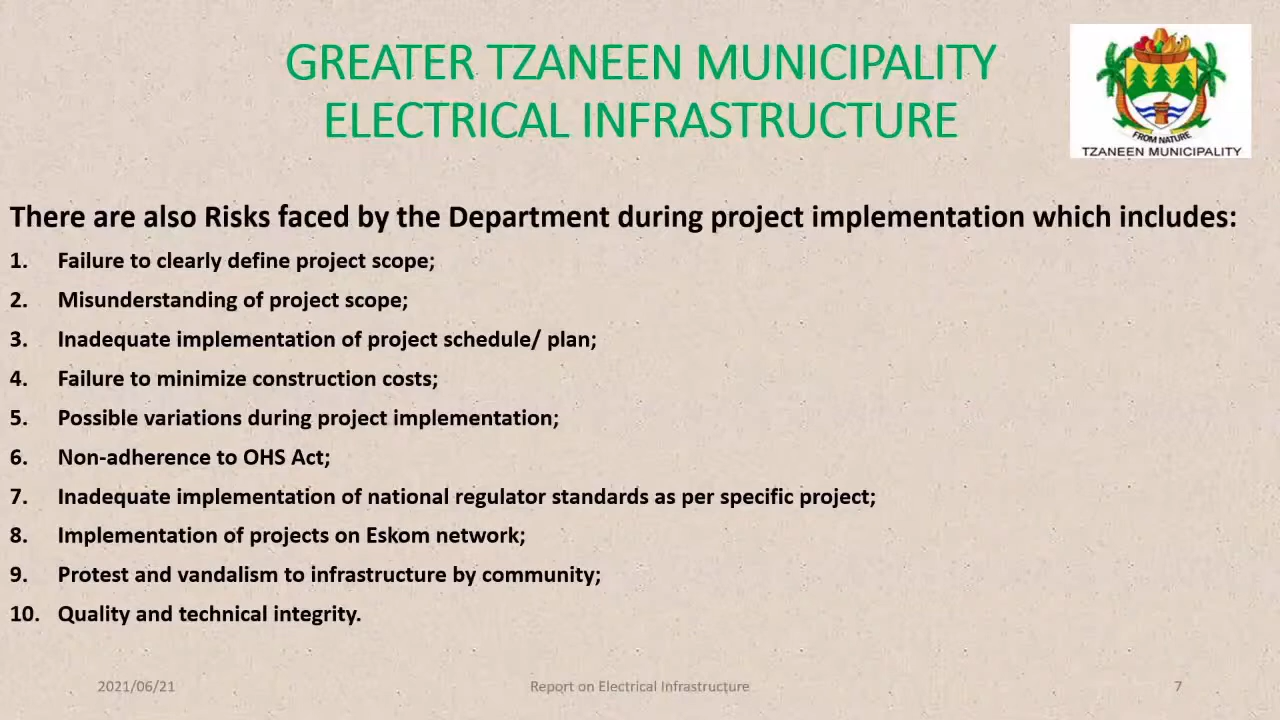 GREATER TZANEEN MUNICIPALITY
ELECTRICAL INFRASTRUCTURE
FROM NATURE
TZANEEN MUNICIPALITY
There are also Risks faced by the Department during project implementation which includes:
1. Failure to clearly define project scope;
2. Misunderstanding of project scope;
3. Inadequate implementation of project schedule/ plan;
4. Failure to minimize construction costs;
5. Possible variations during project implementation;
6. Non-adherence to OHS Act;
7. Inadequate implementation of national regulator standards as per specific project;
8. Implementation of projects on Eskom network;
9. Protest and vandalism to infrastructure by community;
10. Quality and technical integrity.
2021/06/21
Report on Electrical Infrastructure
7